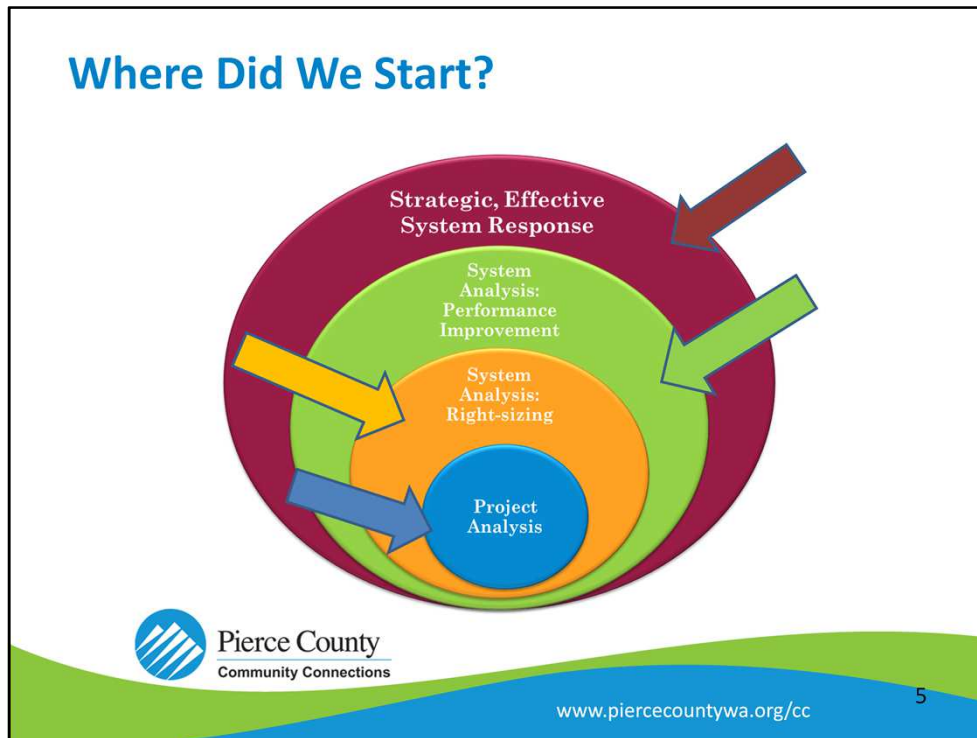 Where Did We Start?
Strategic, Effective
System Response
System
Analysis:
Performance
Improvement
System
Analysis:
Right-sizing
Project
Analysis
Pierce County
Community Connections
www.piercecountywa.org/cc
5